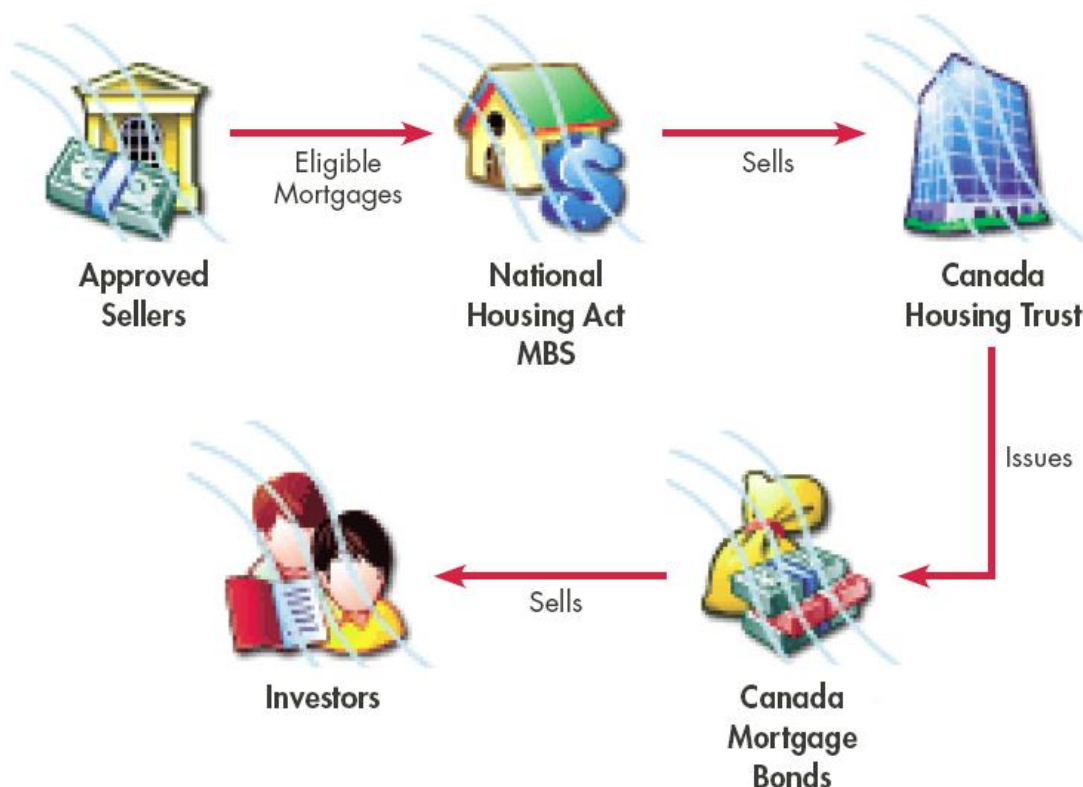 Eligible
Mortgages
Sells
Approved
Sellers
National
Housing Act
MBS
Canada
Housing Trust
Issues
Sells
Investors
Canada
Mortgage
Bonds